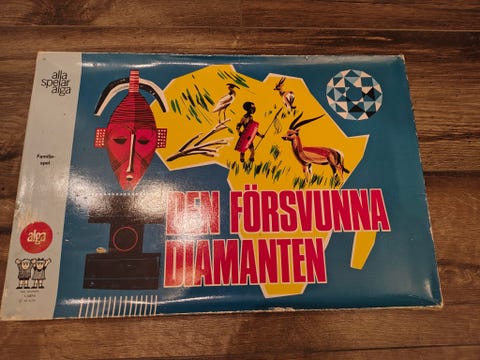 alla
spelar
alga
Familje-
spel
alga
DEN FÖRSVUNNA
DIAMANTEN